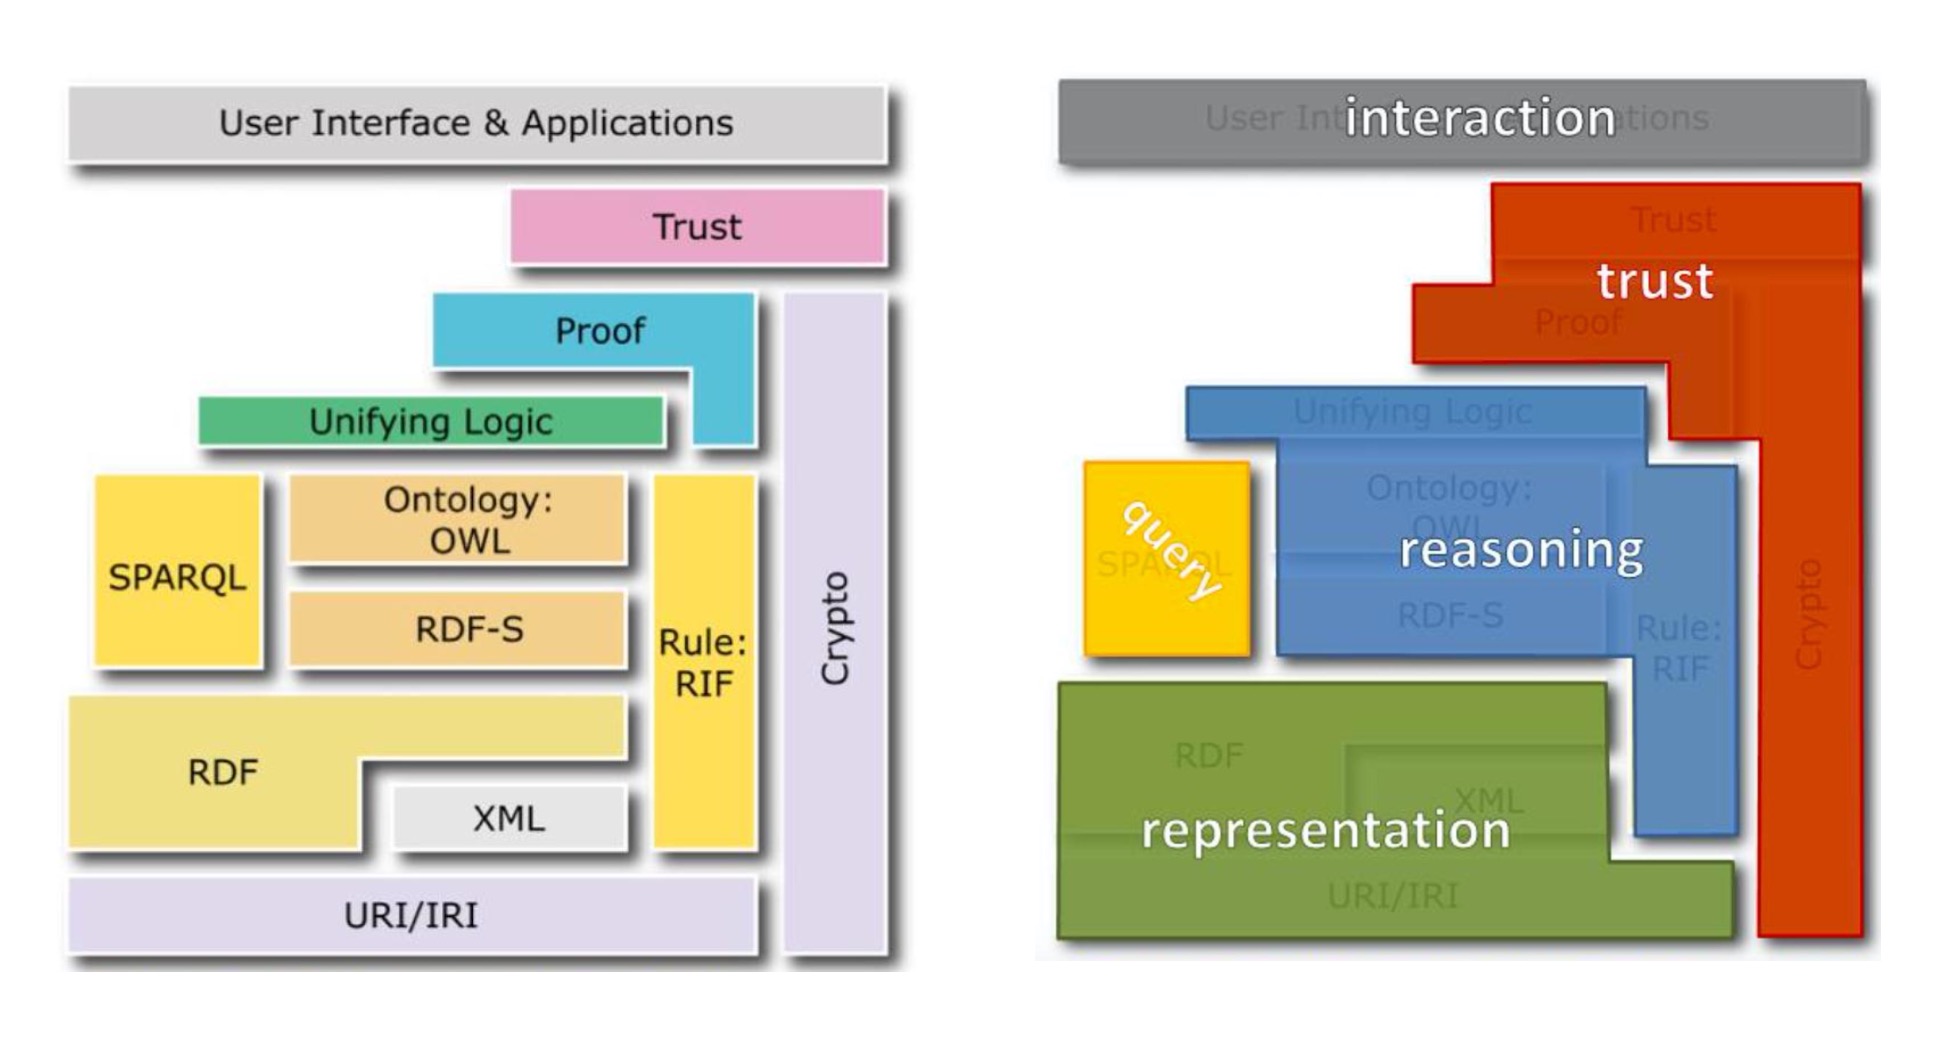 User Interface & Applications
Trust
Proof
Unifying Logic
SPARQL
Ontology:
OWL
RDF-S
Rule:
RIF
Crypto
RDF
XML
URI/IRI
User Interface & Applications
interaction
Trust
trust
Proof
Unifying Logic
SPARQL
query
Ontology:
OWL
reasoning
RDF-S
Rule:
RIF
Crypto
RDF
XML
representation
URI/IRI